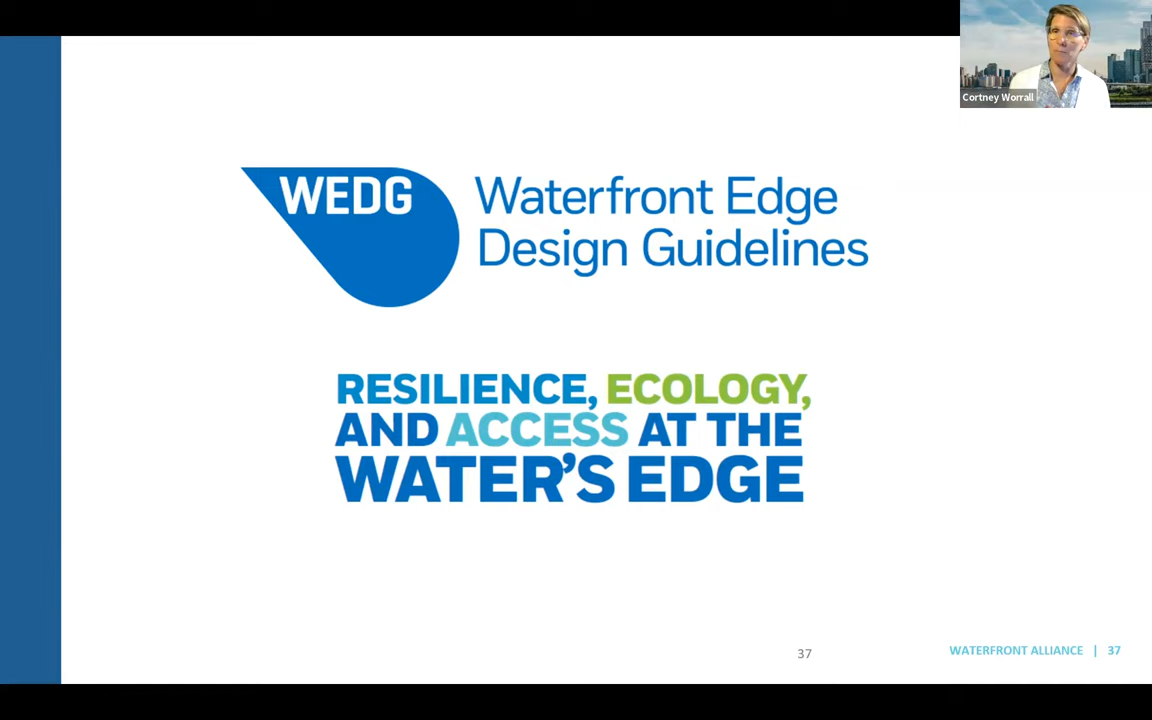 Cortney Worrall
WEDG
Waterfront Edge
Design Guidelines
RESILIENCE, ECOLOGY,
AND ACCESS AT THE
WATER'S EDGE
37
WATERFRONT ALLIANCE | 37